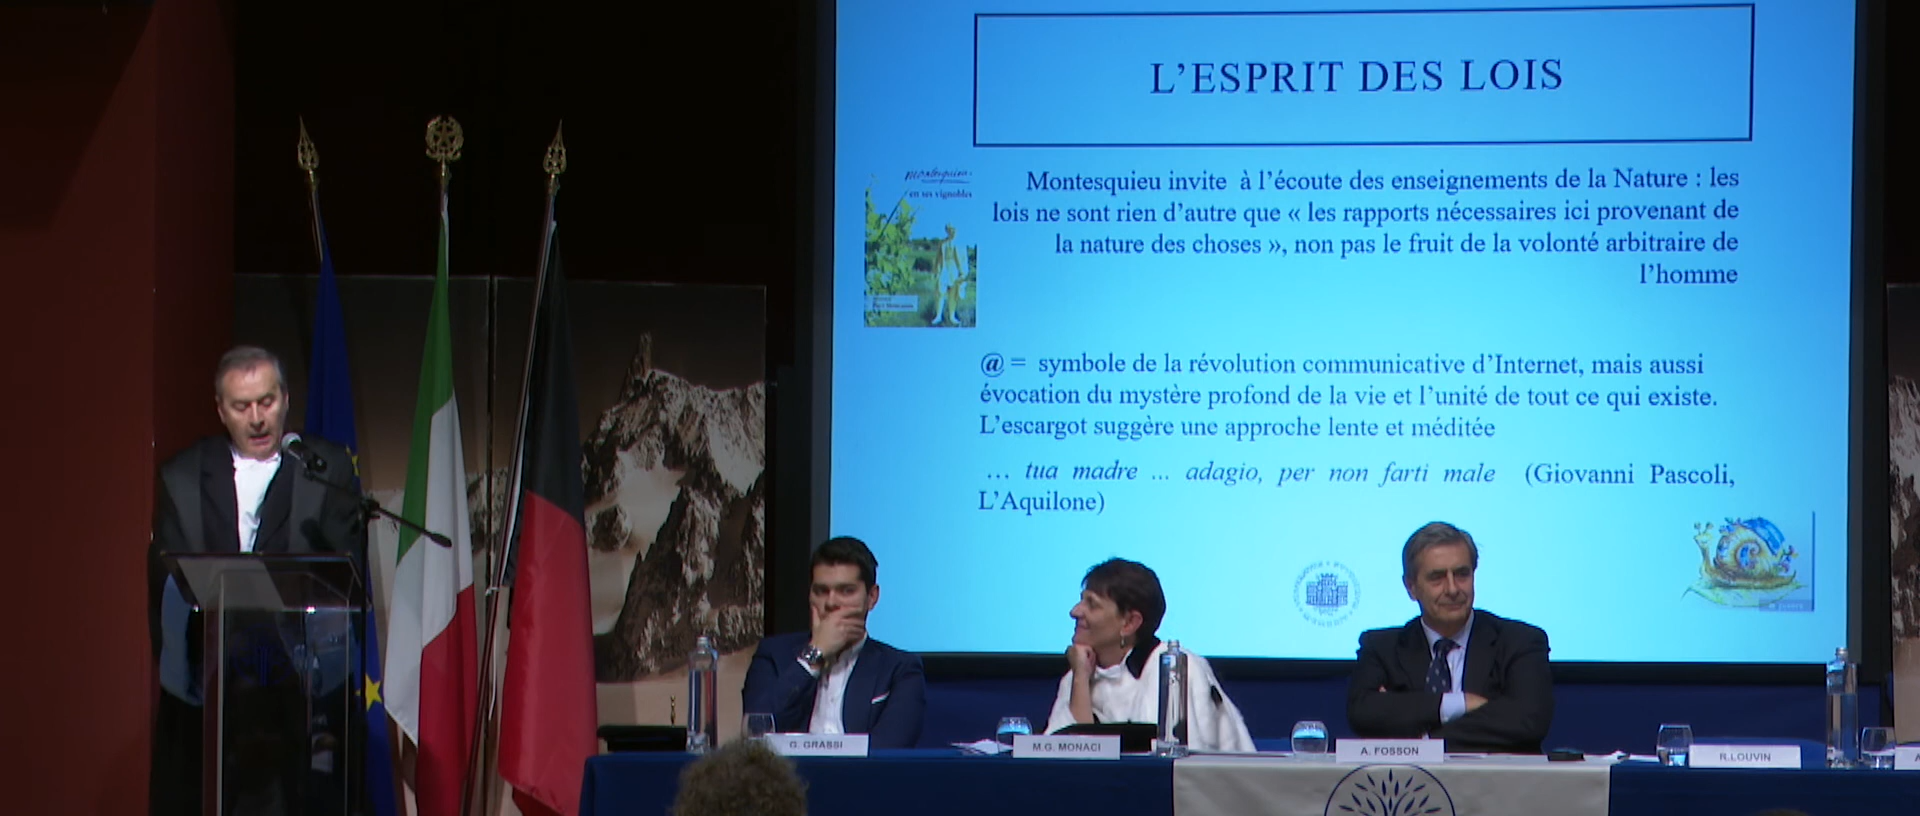 L'ESPRIT DES LOIS
Montesquieu
en ses vignobles
Montesquieu invite à l'écoute des enseignements de la Nature : les
lois ne sont rien d'autre que « les rapports nécessaires ici provenant de
la nature des choses », non pas le fruit de la volonté arbitraire de
l'homme
@ = symbole de la révolution communicative d'Internet, mais aussi
évocation du mystère profond de la vie et l'unité de tout ce qui existe.
L'escargot suggère une approche lente et méditée
… tua madre ... adagio, per non farti male (Giovanni Pascoli,
L'Aquilone)
G. GRASSI
M.G. MONACI
A. FOSSON
R.LOUVIN